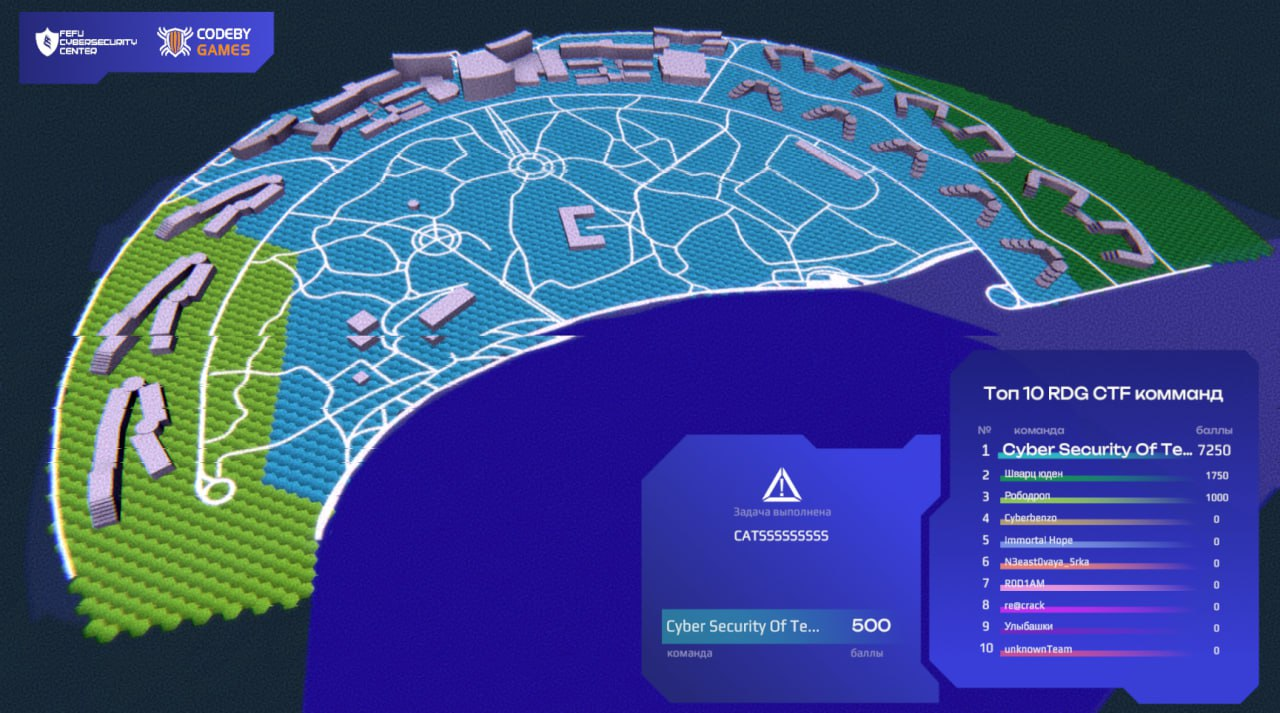 FEFU
CYBERSECURITY
CENTER
CODEBY
GAMES
Топ 10 RDG CTF комманд
№ команда баллы
1 Cyber Security Of Te... 7250
2 Шварц юден 1750
3 Рободроп 1000
4 Cyberbenzo 0
5 Immortal Hope 0
6 N3east0vaya_5rka 0
7 R0D1AM 0
8 re@crack 0
9 Улыбашки 0
10 unknownTeam 0
Задача выполнена
CATSSSSSSSSS
Cyber Security Of Te... 500
команда баллы